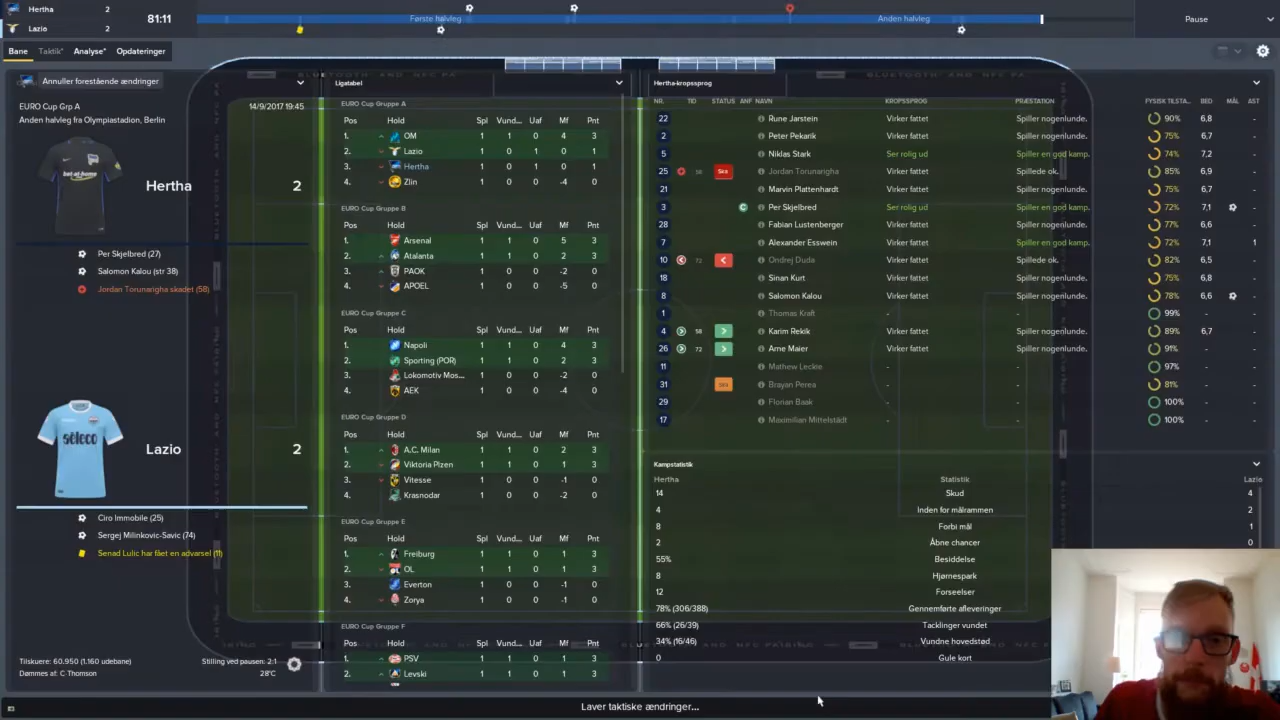 Hertha 2
Lazio 2
81:11
Første halvleg
Anden halvleg
Pause
Bane Taktik* Analyse* Opdateringer
Annuller forestående ændringer
EURO Cup Grp A 14/9/2017 19:45
Anden halvleg fra Olympiastadion, Berlin
bet-at-home
Hertha 2
Per Skjelbred (27)
Salomon Kalou (str 38)
Jordan Torunarigha skadet (58)
seleco
Lazio 2
Ciro Immobile (25)
Sergej Milinkovic-Savic (74)
Senad Lulic har fået en advarsel (11)
Tilskuere: 60.950 (1.160 udebane) Stilling ved pausen: 2:1
Dømmes af: C Thomson 28°C
Ligatabel
EURO Cup Gruppe A
Pos Hold Spl Vund... Uaf Mf Pnt
1. OM 1 1 0 4 3
2. Lazio 1 0 1 0 1
3. Hertha 1 0 1 0 1
4. Zlin 1 0 0 -4 0
EURO Cup Gruppe B
Pos Hold Spl Vund... Uaf Mf Pnt
1. Arsenal 1 1 0 5 3
2. Atalanta 1 1 0 2 3
3. PAOK 1 0 0 -2 0
4. APOEL 1 0 0 -5 0
EURO Cup Gruppe C
Pos Hold Spl Vund... Uaf Mf Pnt
1. Napoli 1 1 0 4 3
2. Sporting (POR) 1 1 0 2 3
3. Lokomotiv Mos... 1 0 0 -2 0
4. AEK 1 0 0 -4 0
EURO Cup Gruppe D
Pos Hold Spl Vund... Uaf Mf Pnt
1. A.C. Milan 1 1 0 2 3
2. Viktoria Plzen 1 1 0 1 3
3. Vitesse 1 0 0 -1 0
4. Krasnodar 1 0 0 -2 0
EURO Cup Gruppe E
Pos Hold Spl Vund... Uaf Mf Pnt
1. Freiburg 1 1 0 1 3
2. OL 1 1 0 1 3
3. Everton 1 0 0 -1 0
4. Zorya 1 0 0 -1 0
EURO Cup Gruppe F
Pos Hold Spl Vund... Uaf Mf Pnt
1. PSV 1 1 0 1 3
2. Levski 1 1 0 1 3
Hertha-kropssprog
NR. TID STATUS ANF NAVN KROPSSPROG PRÆSTATION FYSISK TILSTA... BED MÅL AST
22 Rune Jarstein Virker fattet Spiller nogenlunde. 90% 6,8
2 Peter Pekarik Virker fattet Spiller nogenlunde. 75% 6,7
5 Niklas Stark Ser rolig ud Spiller en god kamp. 74% 7,2
25 58 Ska Jordan Torunarigha Virker fattet Spillede ok. 85% 6,9
21 Marvin Plattenhardt Virker fattet Spiller nogenlunde. 75% 6,7
3 C Per Skjelbred Ser rolig ud Spiller en god kamp. 72% 7,1
28 Fabian Lustenberger Virker fattet Spiller nogenlunde. 77% 6,6
7 Alexander Esswein Virker fattet Spiller en god kamp. 72% 7,1 1
10 72 Ondrej Duda Virker fattet Spillede ok. 82% 6,5
18 Sinan Kurt Virker fattet Spiller nogenlunde. 75% 6,8
8 Salomon Kalou Virker fattet Spiller nogenlunde. 78% 6,6
1 Thomas Kraft - - 99% - - -
4 58 Karim Rekik Virker fattet Spiller nogenlunde. 89% 6,7
26 72 Arne Maier Virker fattet Spiller nogenlunde. 91% -
11 Mathew Leckie - - 97% - - -
31 Ska Brayan Perea - - 81% - - -
29 Florian Baak - - 100% - - -
17 Maximilian Mittelstädt - - 100% - - -
Kampstatistik
Hertha Statistik Lazio
14 Skud 4
4 Inden for målrammen 2
8 Forbi mål 1
2 Åbne chancer 0
55% Besiddelse
8 Hjørnespark
12 Forseelser
78% (306/388) Gennemførte afleveringer
66% (26/39) Tacklinger vundet
34% (16/46) Vundne hovedstød
0 Gule kort
Laver taktiske ændringer...